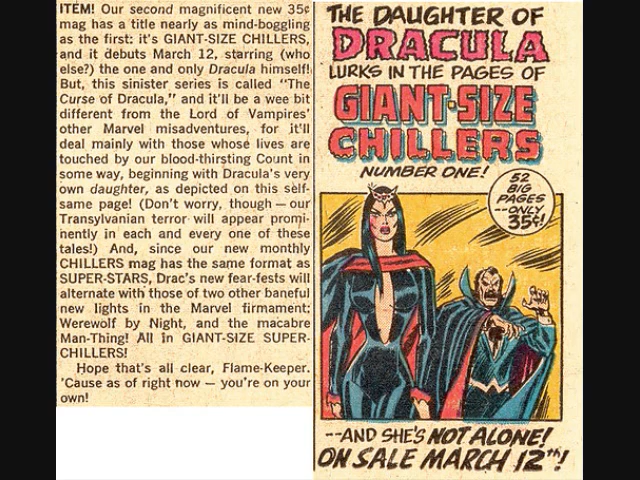 ITEM! Our second magnificent new 35¢
mag has a title nearly as mind-boggling
as the first: it's GIANT-SIZE CHILLERS,
and it debuts March 12, starring (who
else?) the one and only Dracula himself!
But, this sinister series is called "The
Curse of Dracula," and it'll be a wee bit
different from the Lord of Vampires'
other Marvel misadventures, for it'll
deal mainly with those whose lives are
touched by our blood-thirsting Count in
some way, beginning with Dracula's very
own daughter, as depicted on this self-
same page! (Don't worry, though — our
Transylvanian terror will appear promi-
nently in each and every one of these
tales!) And, since our new monthly
CHILLERS mag has the same format as
SUPER-STARS, Drac's new fear-fests will
alternate with those of two other baneful
new lights in the Marvel firmament;
Werewolf by Night, and the macabre
Man-Thing! All in GIANT-SIZE SUPER-
CHILLERS!
Hope that's all clear, Flame-Keeper.
'Cause as of right now — you're on your
own!
THE DAUGHTER OF
DRACULA
LURKS IN THE PAGES OF
GIANT-SIZE
CHILLERS
NUMBER ONE!
52
BIG
PAGES
--ONLY
35¢!
--AND SHE'S NOT ALONE!
ON SALE MARCH 12TH!